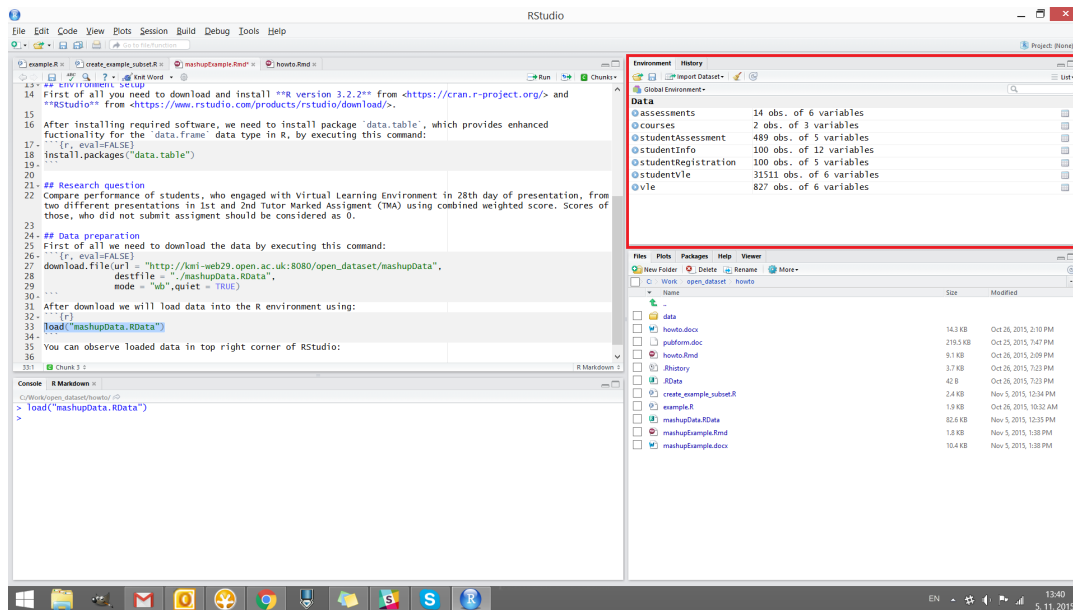 RStudio
File Edit Code View Plots Session Build Debug Tools Help
Go to file/function
Project: (None)
example.R × create_example_subset.R × mashupExample.Rmd* × howto.Rmd ×
ABC ? Knit Word Run Chunks
13 ## Environment setup
14 First of all you need to download and install **R version 3.2.2** from <https://cran.r-project.org/> and
**RStudio** from <https://www.rstudio.com/products/rstudio/download/>.
15
16 After installing required software, we need to install package `data.table`, which provides enhanced
fuctionality for the `data.frame` data type in R, by executing this command:
17 ```{r, eval=FALSE}
18 install.packages("data.table")
19 ```
20
21 ## Research question
22 Compare performance of students, who engaged with Virtual Learning Environment in 28th day of presentation, from
two different presentations in 1st and 2nd Tutor Marked Assigment (TMA) using combined weighted score. Scores of
those, who did not submit assigment should be considered as 0.
23
24 ## Data preparation
25 First of all we need to download the data by executing this command:
26 ```{r, eval=FALSE}
27 download.file(url = "http://kmi-web29.open.ac.uk:8080/open_dataset/mashupData",
28 destfile = "./mashupData.RData",
29 mode = "wb",quiet = TRUE)
30 ```
31 After download we will load data into the R environment using:
32 ```{r}
33 load("mashupData.RData")
34 ```
35 You can observe loaded data in top right corner of RStudio:
36
33:1 Chunk 3 R Markdown
Console R Markdown ×
C:/Work/open_dataset/howto/
> load("mashupData.RData")
>
Environment History
Import Dataset List
Global Environment
Data
assessments 14 obs. of 6 variables
courses 2 obs. of 3 variables
studentAssessment 489 obs. of 5 variables
studentInfo 100 obs. of 12 variables
studentRegistration 100 obs. of 5 variables
studentVle 31511 obs. of 6 variables
vle 827 obs. of 6 variables
Files Plots Packages Help Viewer
New Folder Delete Rename More
C: Work open_dataset howto
Name Size Modified
..
data
howto.docx 14.3 KB Oct 26, 2015, 2:10 PM
pubform.doc 219.5 KB Oct 25, 2015, 7:47 PM
howto.Rmd 9.1 KB Oct 26, 2015, 2:09 PM
.Rhistory 3.7 KB Oct 26, 2015, 7:23 PM
.RData 42 B Oct 26, 2015, 7:23 PM
create_example_subset.R 2.4 KB Nov 5, 2015, 12:34 PM
example.R 1.9 KB Oct 26, 2015, 10:32 AM
mashupData.RData 82.6 KB Nov 5, 2015, 12:35 PM
mashupExample.Rmd 1.8 KB Nov 5, 2015, 1:38 PM
mashupExample.docx 10.4 KB Nov 5, 2015, 1:38 PM
EN 13:40
5. 11. 2015